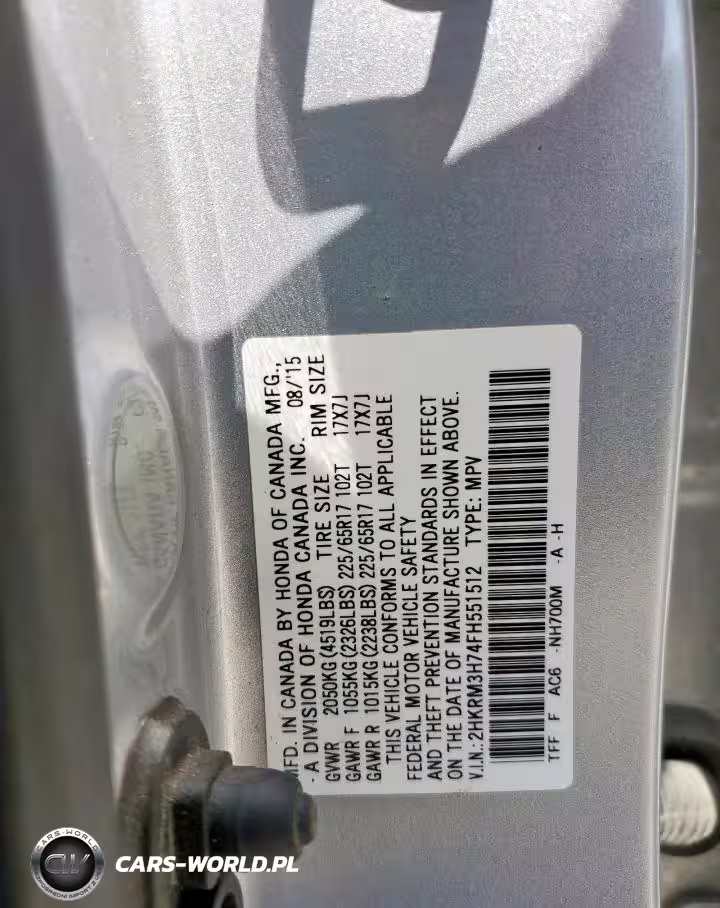 MFD. IN CANADA BY HONDA OF CANADA MFG.,
A DIVISION OF HONDA CANADA INC. 08/'15
GVWR 2050KG(4519LBS) TIRE SIZE RIM SIZE
GAWR F 1055KG(2326LBS) 225/65R17 102T 17X7J
GAWR R 1015KG(2238LBS) 225/65R17 102T 17X7J
THIS VEHICLE CONFORMS TO ALL APPLICABLE
FEDERAL MOTOR VEHICLE SAFETY
AND THEFT PREVENTION STANDARDS IN EFFECT
ON THE DATE OF MANUFACTURE SHOWN ABOVE.
V.I.N.: 2HKRM3H74FH551512 TYPE: MPV
TFF F AC6 -NH700M -A -H
CARS-WORLD
CW
CARS-WORLD.PL